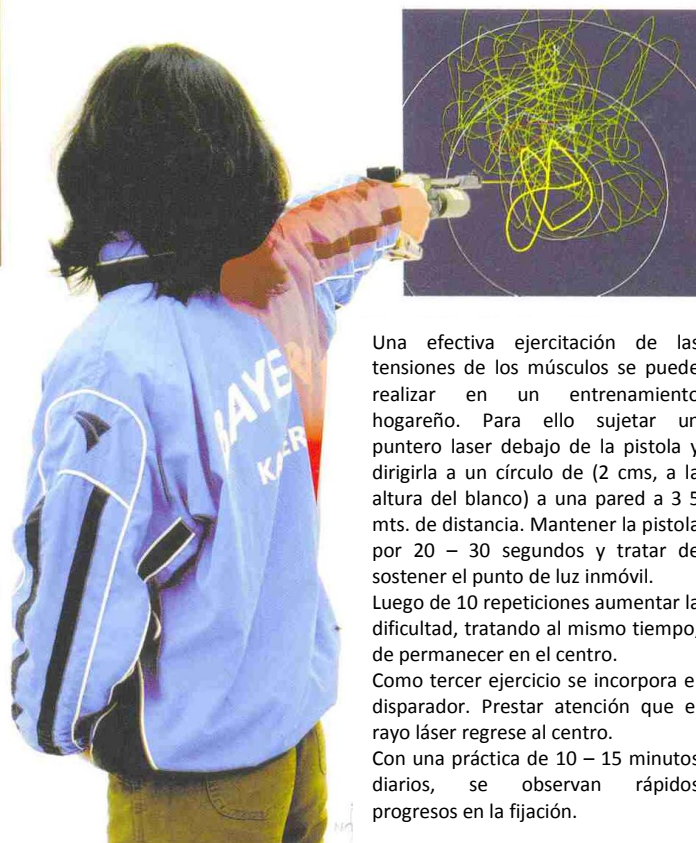 BAYER
Una efectiva ejercitación de las
tensiones de los músculos se puede
realizar en un entrenamiento
hogareño. Para ello sujetar un
puntero laser debajo de la pistola y
dirigirla a un círculo de (2 cms, a la
altura del blanco) a una pared a 3 5
mts. de distancia. Mantener la pistola
por 20 – 30 segundos y tratar de
sostener el punto de luz inmóvil.
Luego de 10 repeticiones aumentar la
dificultad, tratando al mismo tiempo,
de permanecer en el centro.
Como tercer ejercicio se incorpora el
disparador. Prestar atención que el
rayo láser regrese al centro.
Con una práctica de 10 – 15 minutos
diarios, se observan rápidos
progresos en la fijación.